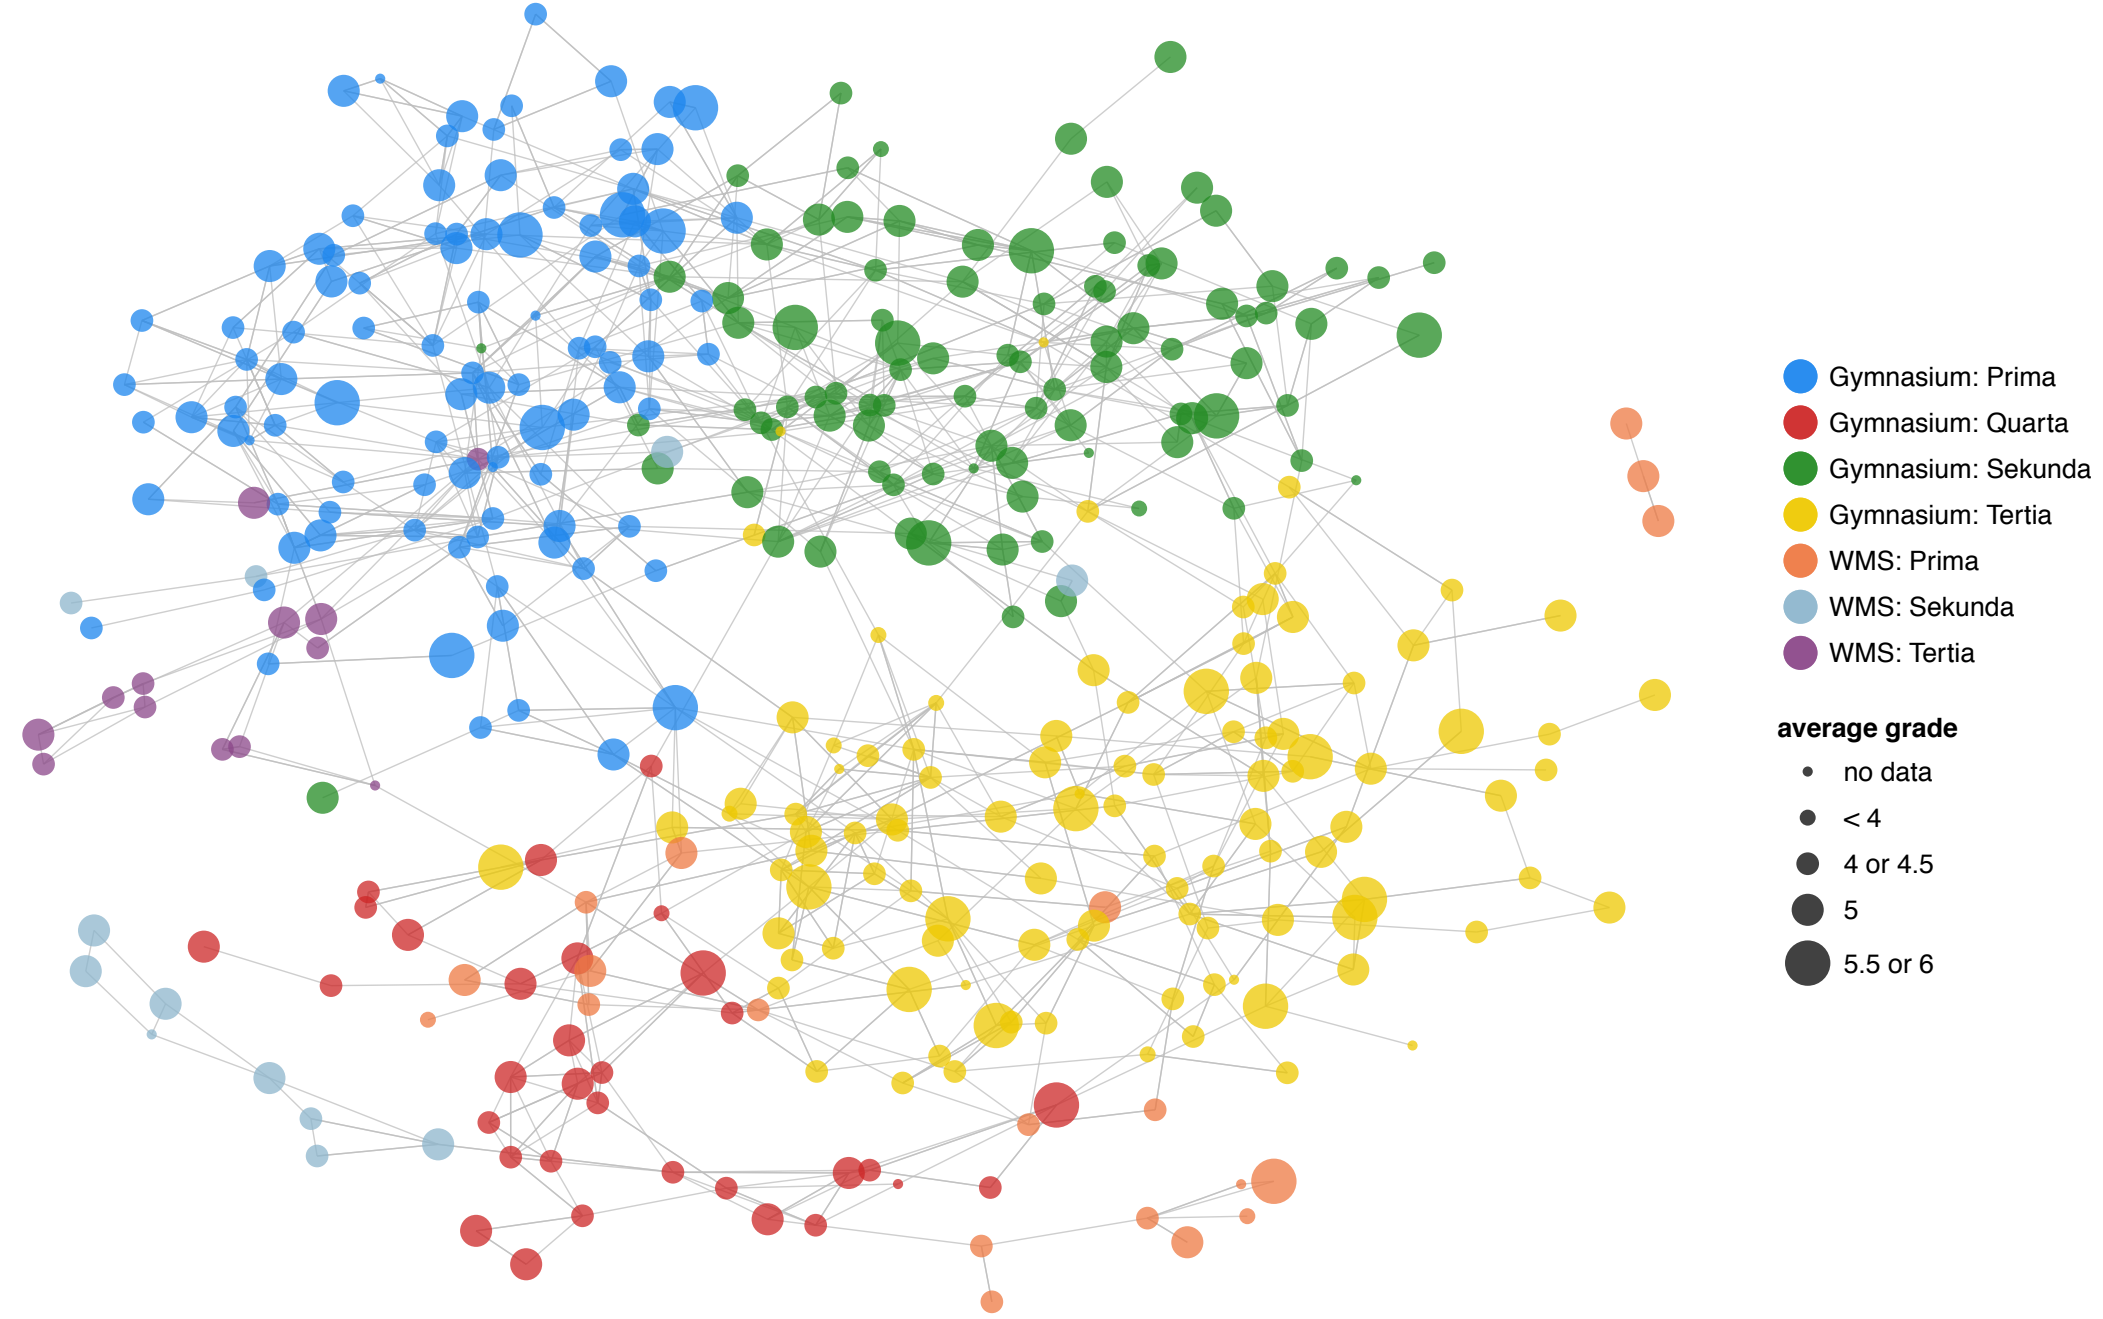 Gymnasium: Prima
Gymnasium: Quarta
Gymnasium: Sekunda
Gymnasium: Tertia
WMS: Prima
WMS: Sekunda
WMS: Tertia
average grade
no data
< 4
4 or 4.5
5
5.5 or 6